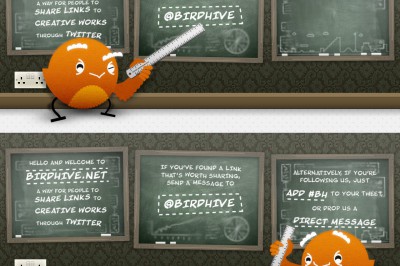 A WAY FOR PEOPLE TO
SHARE LINKS TO
CREATIVE WORKS
THROUGH TWITTER
@BIRDHIVE
HELLO AND WELCOME TO
BIRDHIVE.NET
A WAY FOR PEOPLE TO
SHARE LINKS TO
CREATIVE WORKS
THROUGH TWITTER
IF YOU'VE FOUND A LINK
THAT'S WORTH SHARING,
SEND A MESSAGE TO
@BIRDHIVE
ALTERNATIVELY, IF YOU'RE
FOLLOWING US, JUST
ADD #BH TO YOUR TWEET,
OR DROP US A
DIRECT MESSAGE